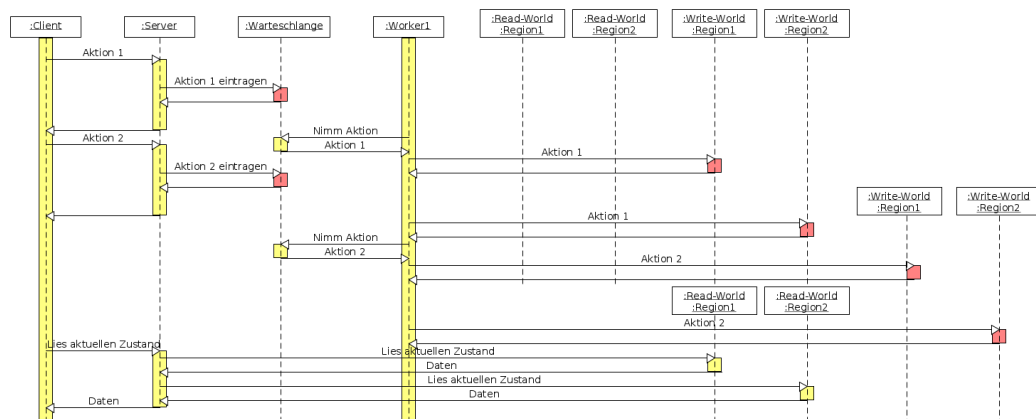 :Client
:Server
:Warteschlange
:Worker1
:Read-World
:Region1
:Read-World
:Region2
:Write-World
:Region1
:Write-World
:Region2
Aktion 1
Aktion 1 eintragen
Nimm Aktion
Aktion 2
Aktion 1
Aktion 1
Aktion 2 eintragen
:Write-World
:Region1
:Write-World
:Region2
Aktion 1
Nimm Aktion
Aktion 2
Aktion 2
:Read-World
:Region1
:Read-World
:Region2
Aktion 2
Lies aktuellen Zustand
Lies aktuellen Zustand
Daten
Lies aktuellen Zustand
Daten
Daten